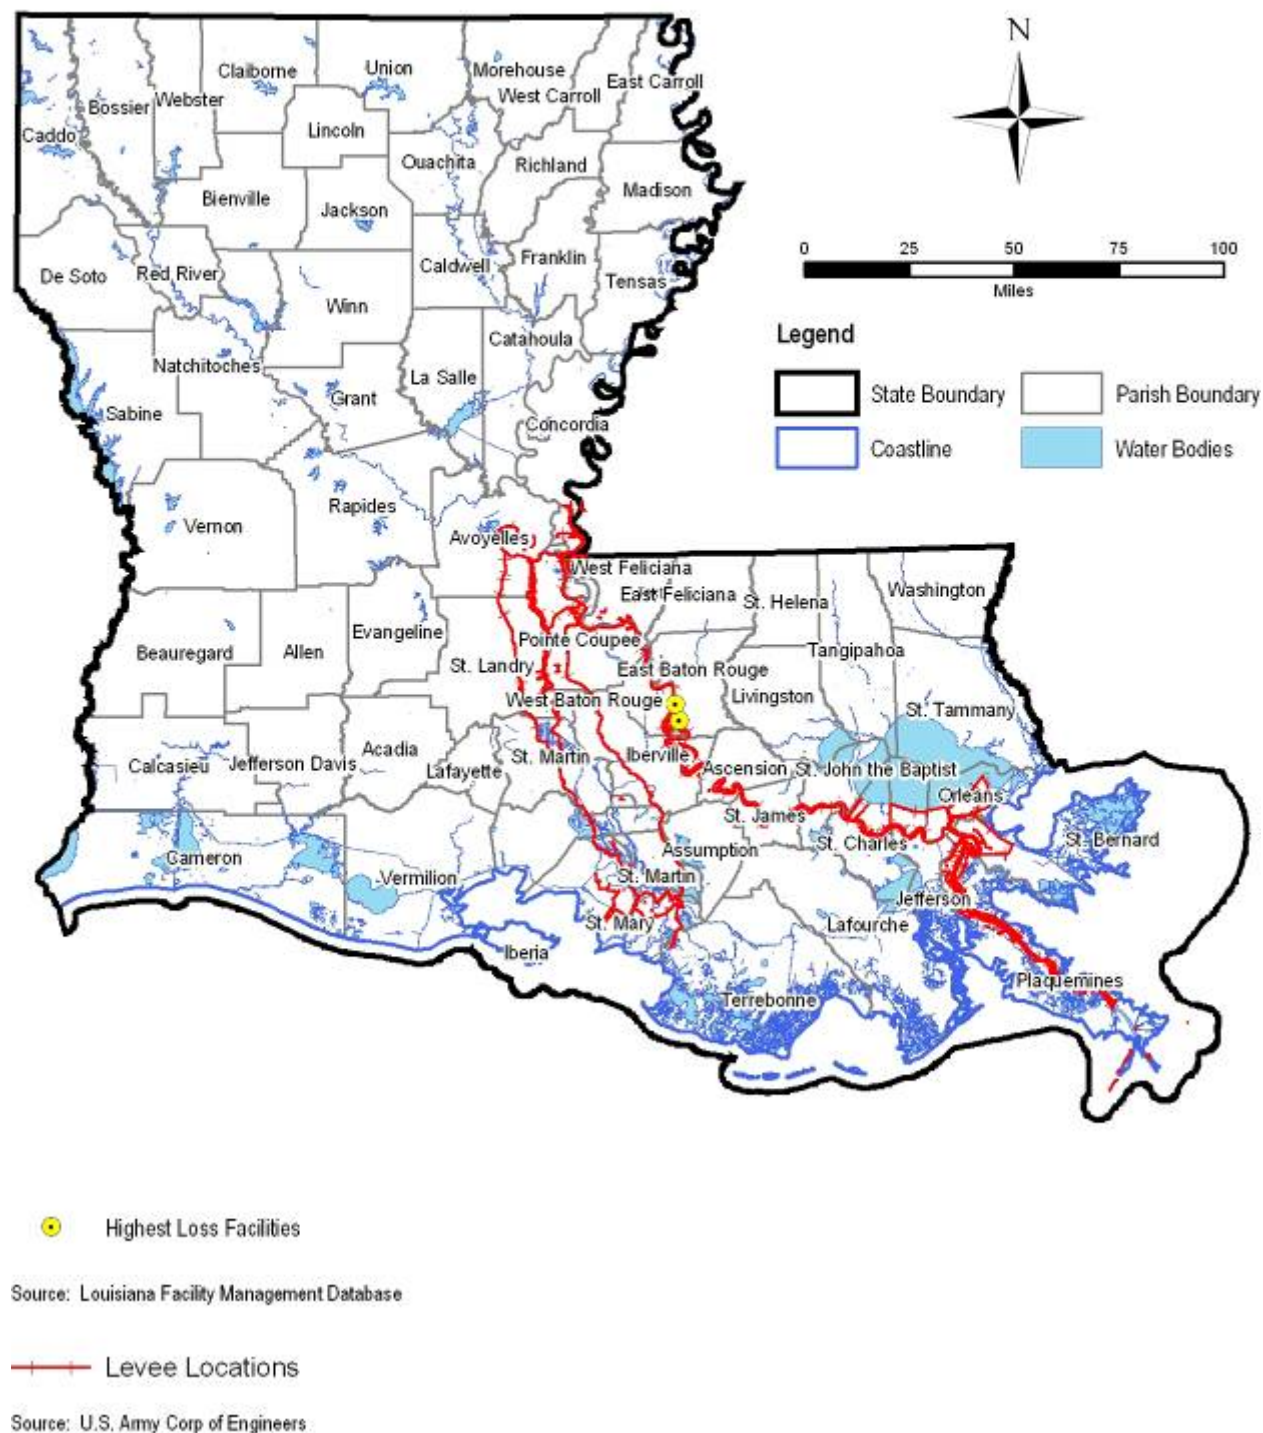 N
Claiborne
Union
Morehouse
East Carroll
West Carroll
Webster
Bossier
Caddo
Lincoln
Ouachita
Richland
Madison
Bienville
Jackson
0 25 50 75 100
Miles
De Soto
Red River
Caldwell
Franklin
Tensas
Winn
Legend
Catahoula
Natchitoches
La Salle
Grant
State Boundary
Parish Boundary
Sabine
Concordia
Coastline
Water Bodies
Vernon
Rapides
Avoyelles
West Feliciana
East Feliciana
St. Helena
Washington
Evangeline
Pointe Coupee
Beauregard
Allen
St. Landry
Tangipahoa
East Baton Rouge
West Baton Rouge
Livingston
St. Tammany
Acadia
St. Martin
Iberville
Calcasieu
Jefferson Davis
Lafayette
Ascension
St. John the Baptist
Orleans
St. James
St. Charles
St. Bernard
Cameron
Vermilion
Assumption
St. Martin
Jefferson
St. Mary
Lafourche
Iberia
Plaquemines
Terrebonne
Highest Loss Facilities
Source: Louisiana Facility Management Database
Levee Locations
Source: U.S. Army Corp of Engineers